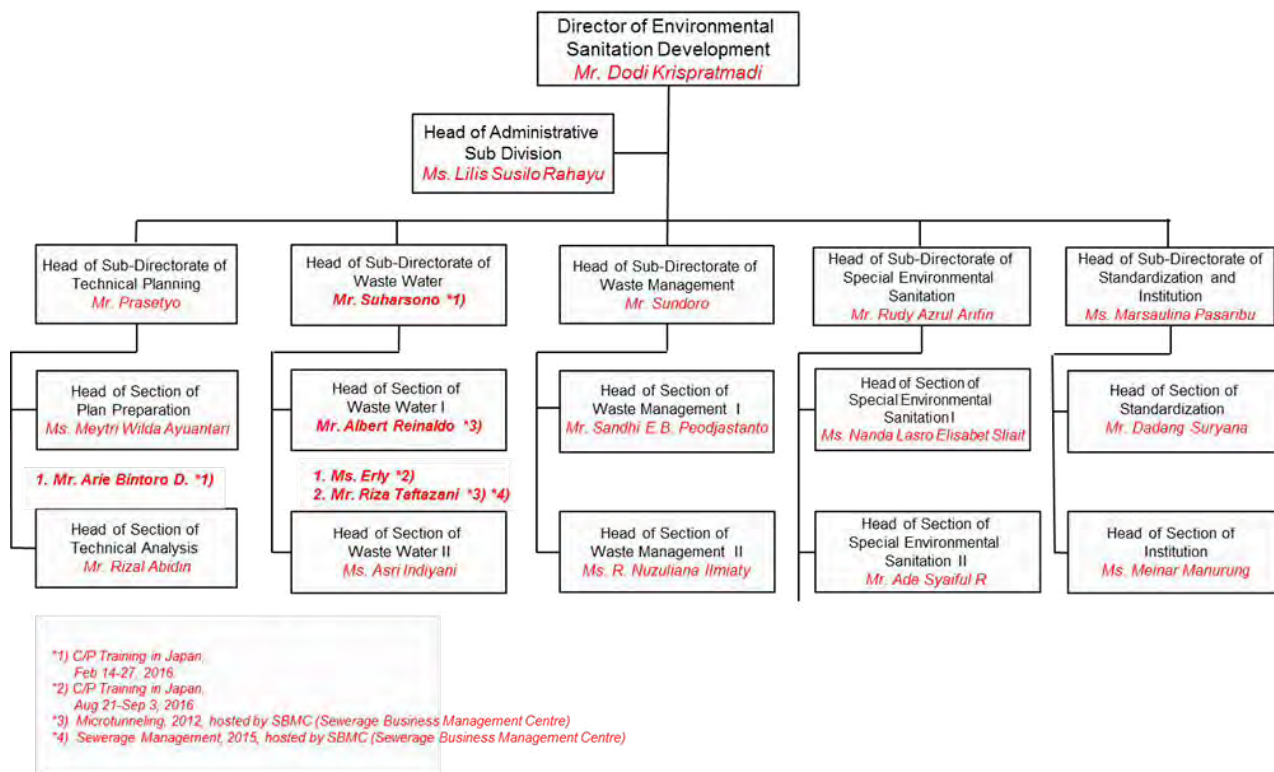 Director of Environmental
Sanitation Development
Mr. Dodi Krispratmadi
Head of Administrative
Sub Division
Ms. Lilis Susilo Rahayu
Head of Sub-Directorate of
Technical Planning
Mr. Prasetyo
Head of Sub-Directorate of
Waste Water
Mr. Suharsono *1)
Head of Sub-Directorate of
Waste Management
Mr. Sundoro
Head of Sub-Directorate of
Special Environmental
Sanitation
Mr. Rudy Azrul Arifin
Head of Sub-Directorate of
Standardization and
Institution
Ms. Marsaulina Pasaribu
Head of Section of
Plan Preparation
Ms. Meytri Wilda Ayuantari
Head of Section of
Waste Water I
Mr. Albert Reinaldo *3)
Head of Section of
Waste Management I
Mr. Sandhi E.B. Peodjastanto
Head of Section of
Special Environmental
Sanitation I
Ms. Nanda Lasro Elisabet Sliait
Head of Section of
Standardization
Mr. Dadang Suryana
1. Mr. Arie Bintoro D. *1)
1. Ms. Erly *2)
2. Mr. Riza Taftazani *3) *4)
Head of Section of
Technical Analysis
Mr. Rizal Abidin
Head of Section of
Waste Water II
Ms. Asri Indiyani
Head of Section of
Waste Management II
Ms. R. Nuzuliana Ilmiaty
Head of Section of
Special Environmental
Sanitation II
Mr. Ade Syaiful R
Head of Section of
Institution
Ms. Meinar Manurung
*1) C/P Training in Japan,
Feb 14-27, 2016
*2) C/P Training in Japan,
Aug 21-Sep 3, 2016
*3) Microtunneling, 2012, hosted by SBMC (Sewerage Business Management Centre)
*4) Sewerage Management, 2015, hosted by SBMC (Sewerage Business Management Centre)